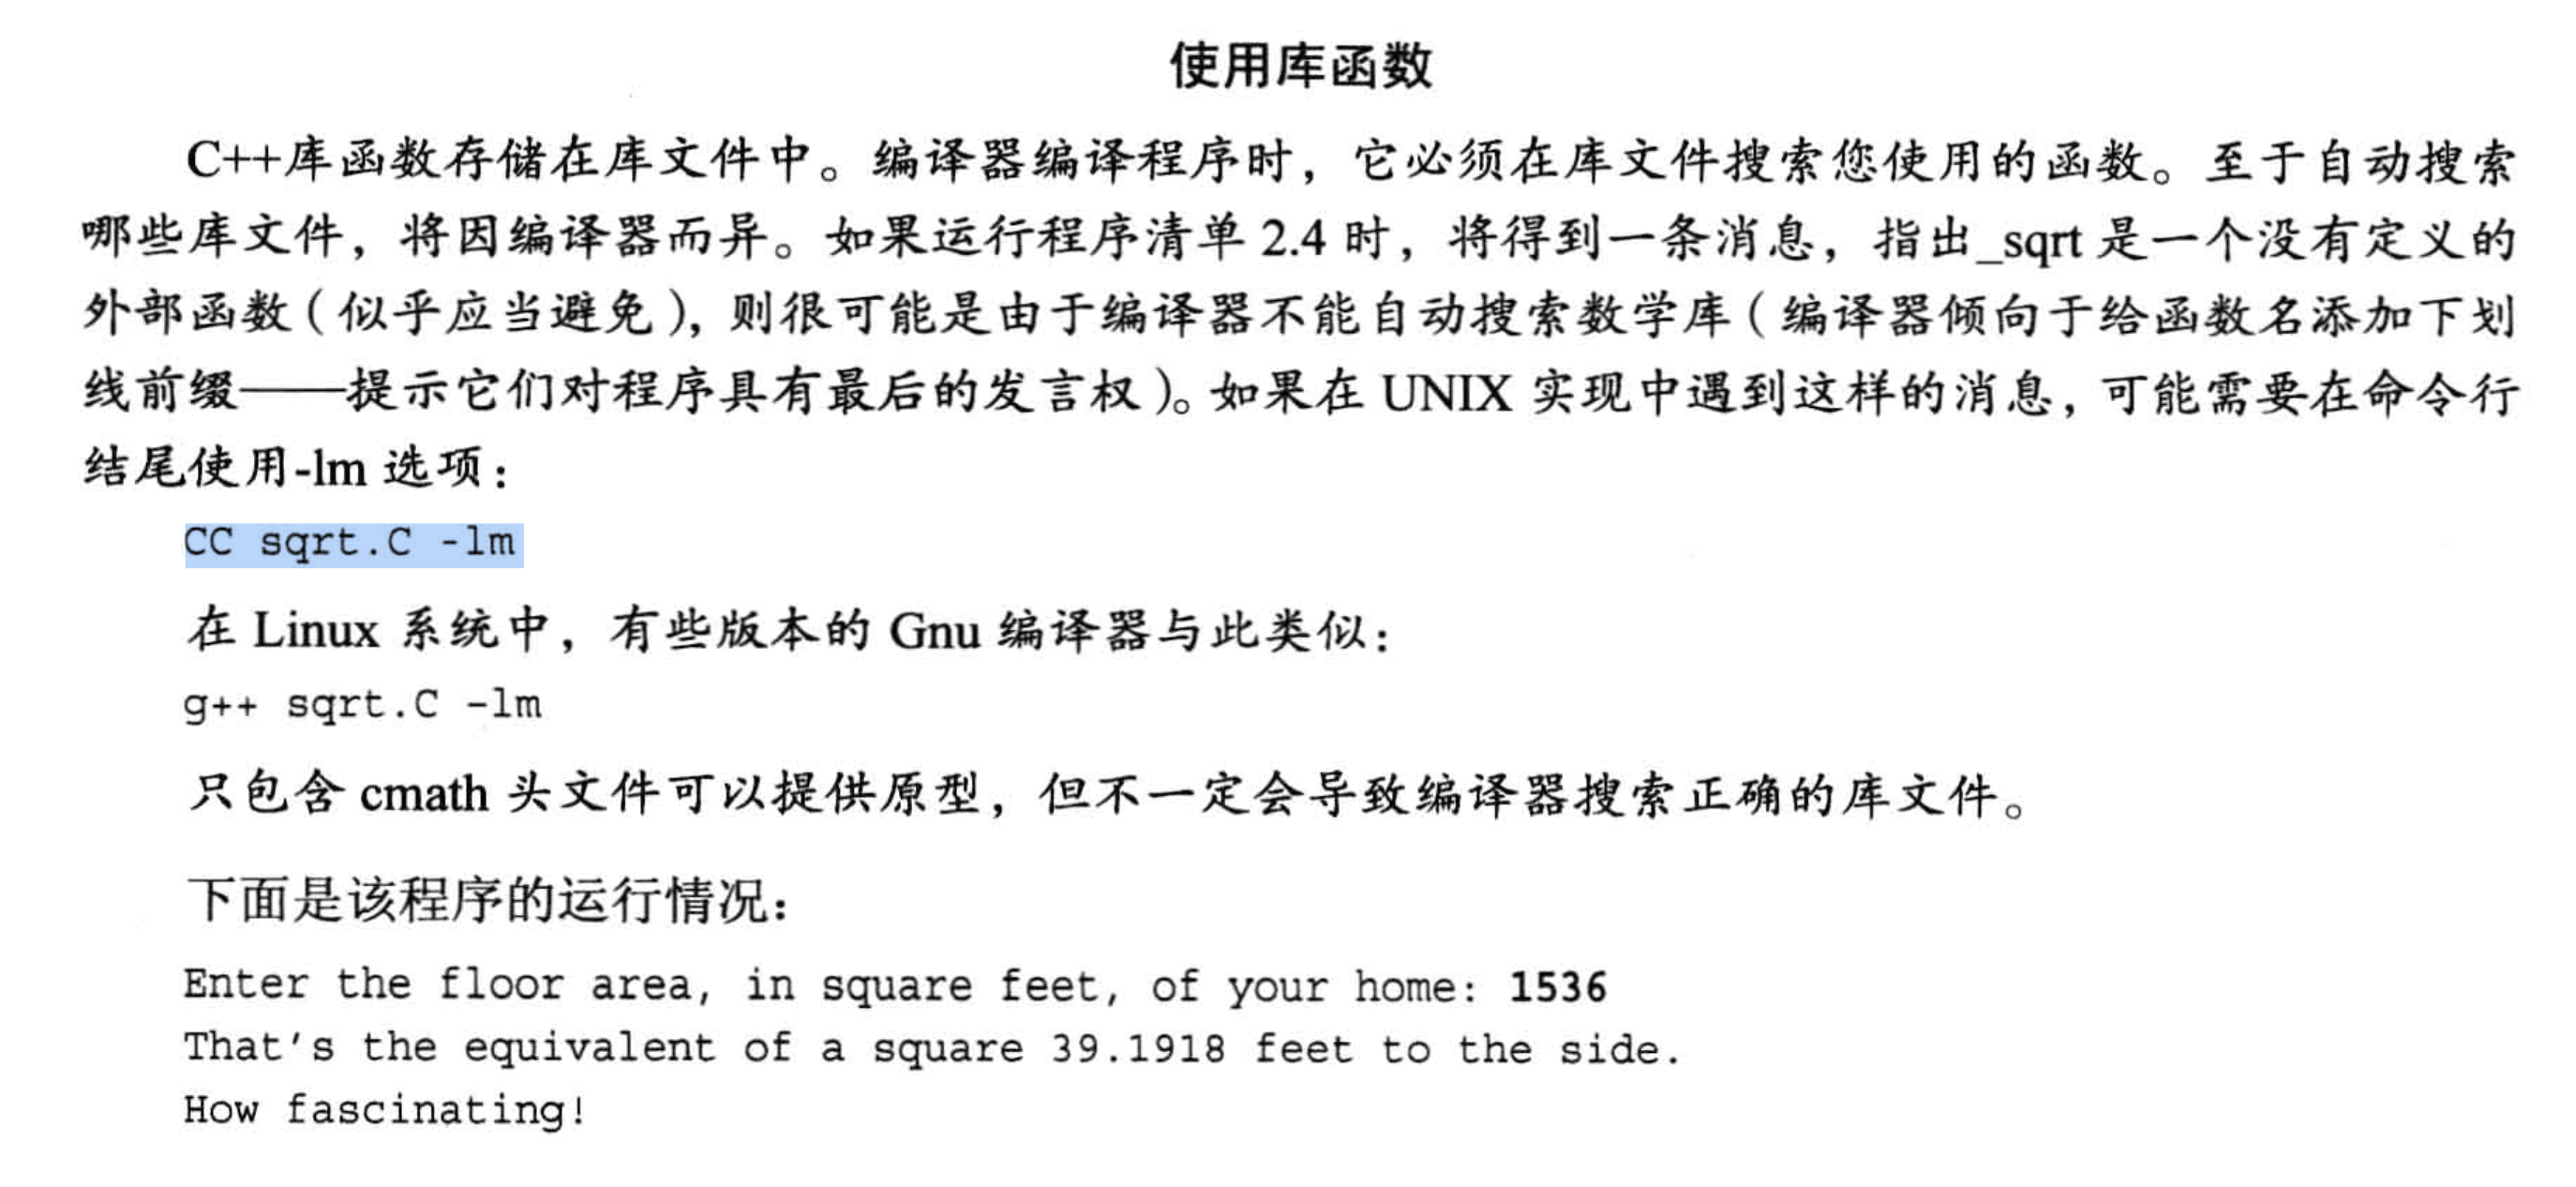 使用库函数
C++库函数存储在库文件中。编译器编译程序时，它必须在库文件搜索您使用的函数。至于自动搜索
哪些库文件，将因编译器而异。如果运行程序清单 2.4 时，将得到一条消息，指出_sqrt 是一个没有定义的
外部函数（似乎应当避免），则很可能是由于编译器不能自动搜索数学库（编译器倾向于给函数名添加下划
线前缀——提示它们对程序具有最后的发言权）。如果在 UNIX 实现中遇到这样的消息，可能需要在命令行
结尾使用-lm 选项：
CC sqrt.C -lm
在 Linux 系统中，有些版本的 Gnu 编译器与此类似：
g++ sqrt.C -lm
只包含 cmath 头文件可以提供原型，但不一定会导致编译器搜索正确的库文件。
下面是该程序的运行情况：
Enter the floor area, in square feet, of your home: 1536
That's the equivalent of a square 39.1918 feet to the side.
How fascinating!